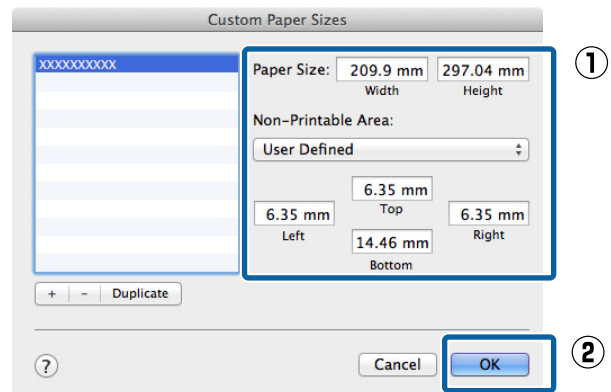 Custom Paper Sizes
XXXXXXXXXX
Paper Size: 209.9 mm 297.04 mm
Width Height
①
Non-Printable Area:
User Defined
6.35 mm
Top
6.35 mm 6.35 mm
Left Right
14.46 mm
Bottom
+ - Duplicate
? Cancel OK
②